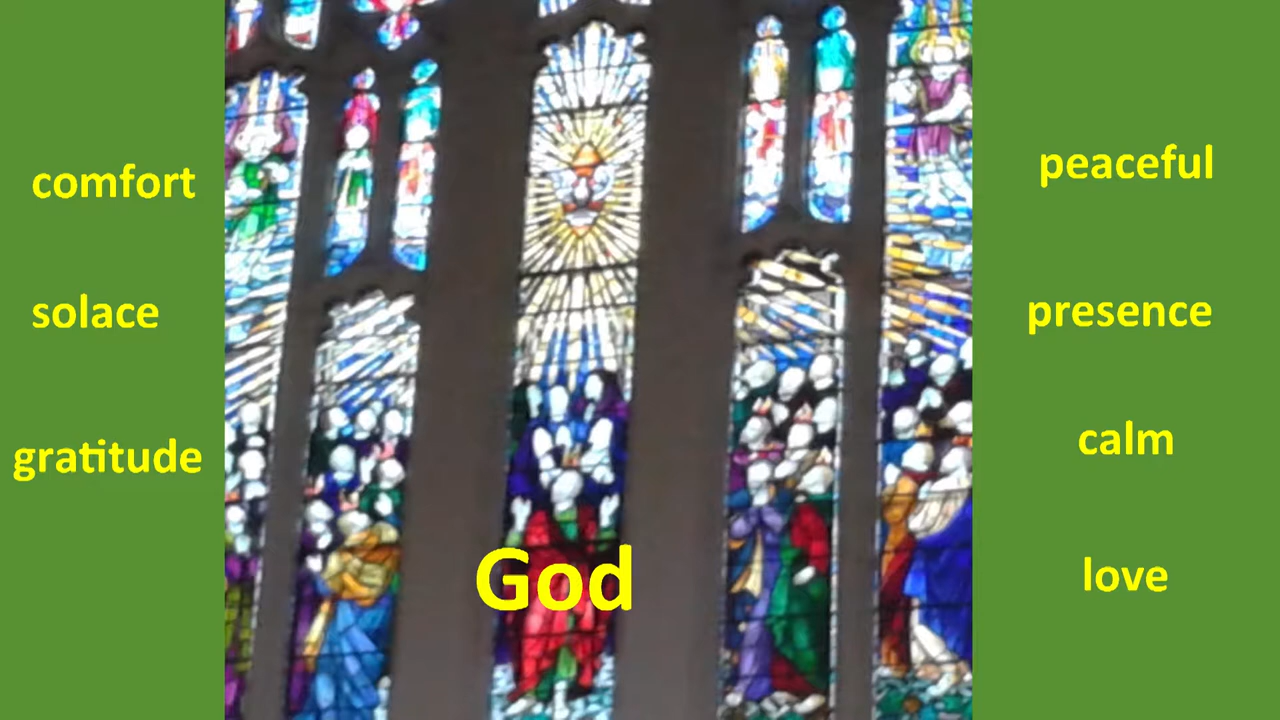 comfort
solace
gratitude
God
peaceful
presence
calm
love